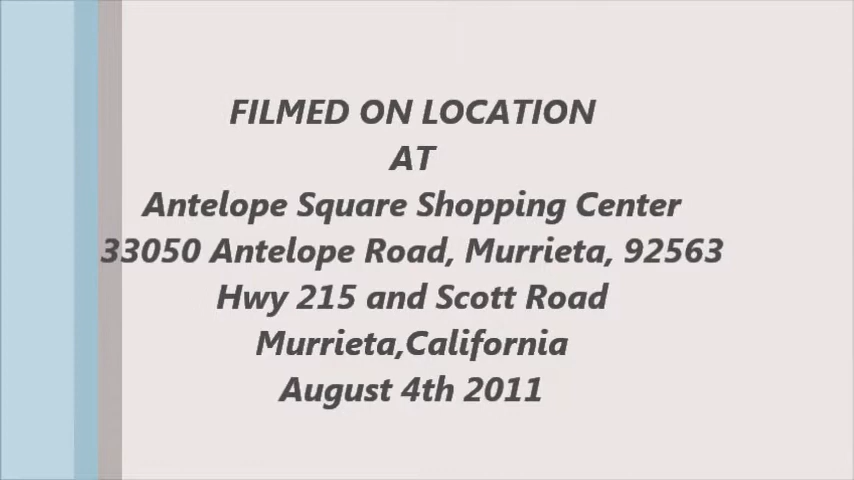 FILMED ON LOCATION
AT
Antelope Square Shopping Center
33050 Antelope Road, Murrieta, 92563
Hwy 215 and Scott Road
Murrieta,California
August 4th 2011